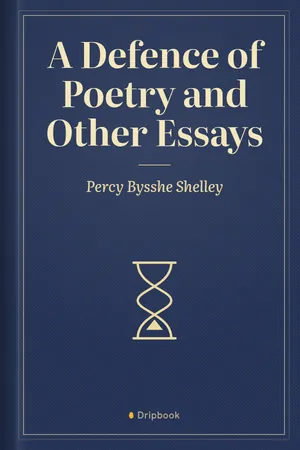 A Defence of
Poetry and
Other Essays
Percy Bysshe Shelley
Dripbook